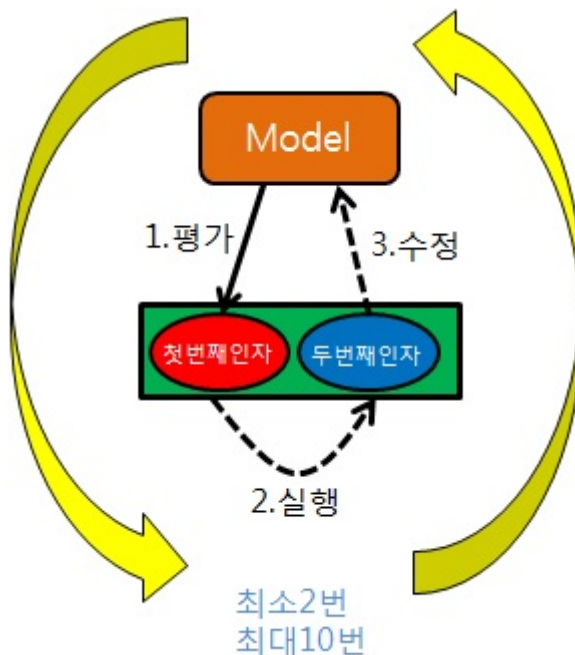 Model
1.평가
3.수정
첫번째인자
두번째인자
2.실행
최소2번
최대10번